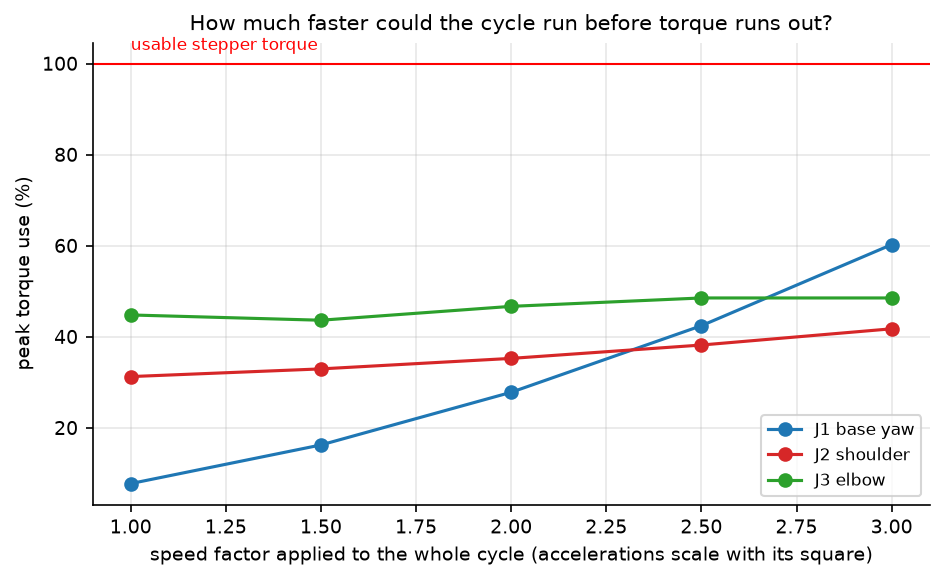 How much faster could the cycle run before torque runs out?
usable stepper torque
100
80
60
40
20
peak torque use (%)
J1 base yaw
J2 shoulder
J3 elbow
1.00 1.25 1.50 1.75 2.00 2.25 2.50 2.75 3.00
speed factor applied to the whole cycle (accelerations scale with its square)